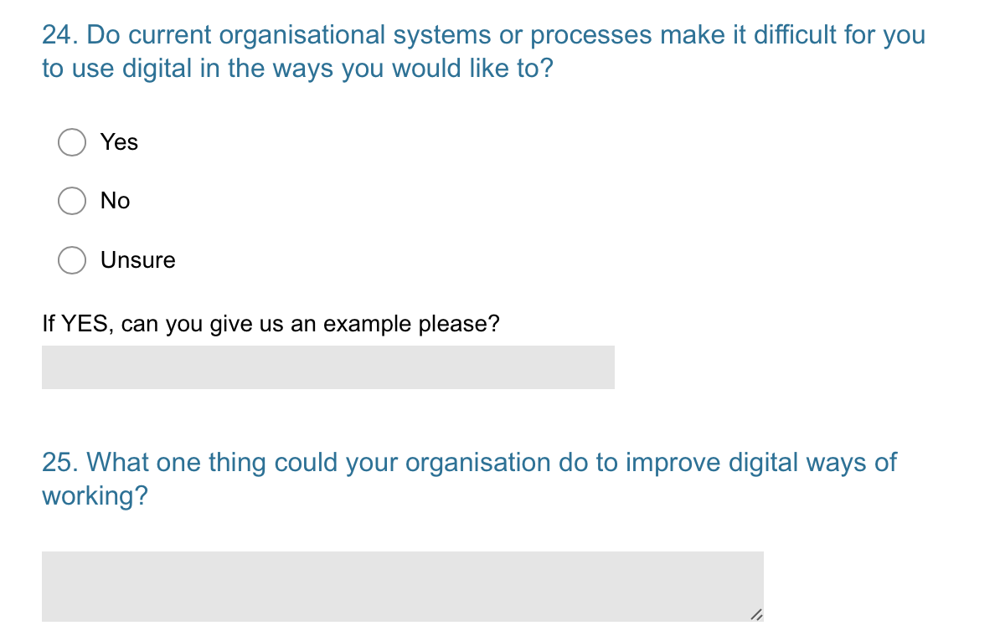 24. Do current organisational systems or processes make it difficult for you
to use digital in the ways you would like to?
Yes
No
Unsure
If YES, can you give us an example please?
25. What one thing could your organisation do to improve digital ways of
working?